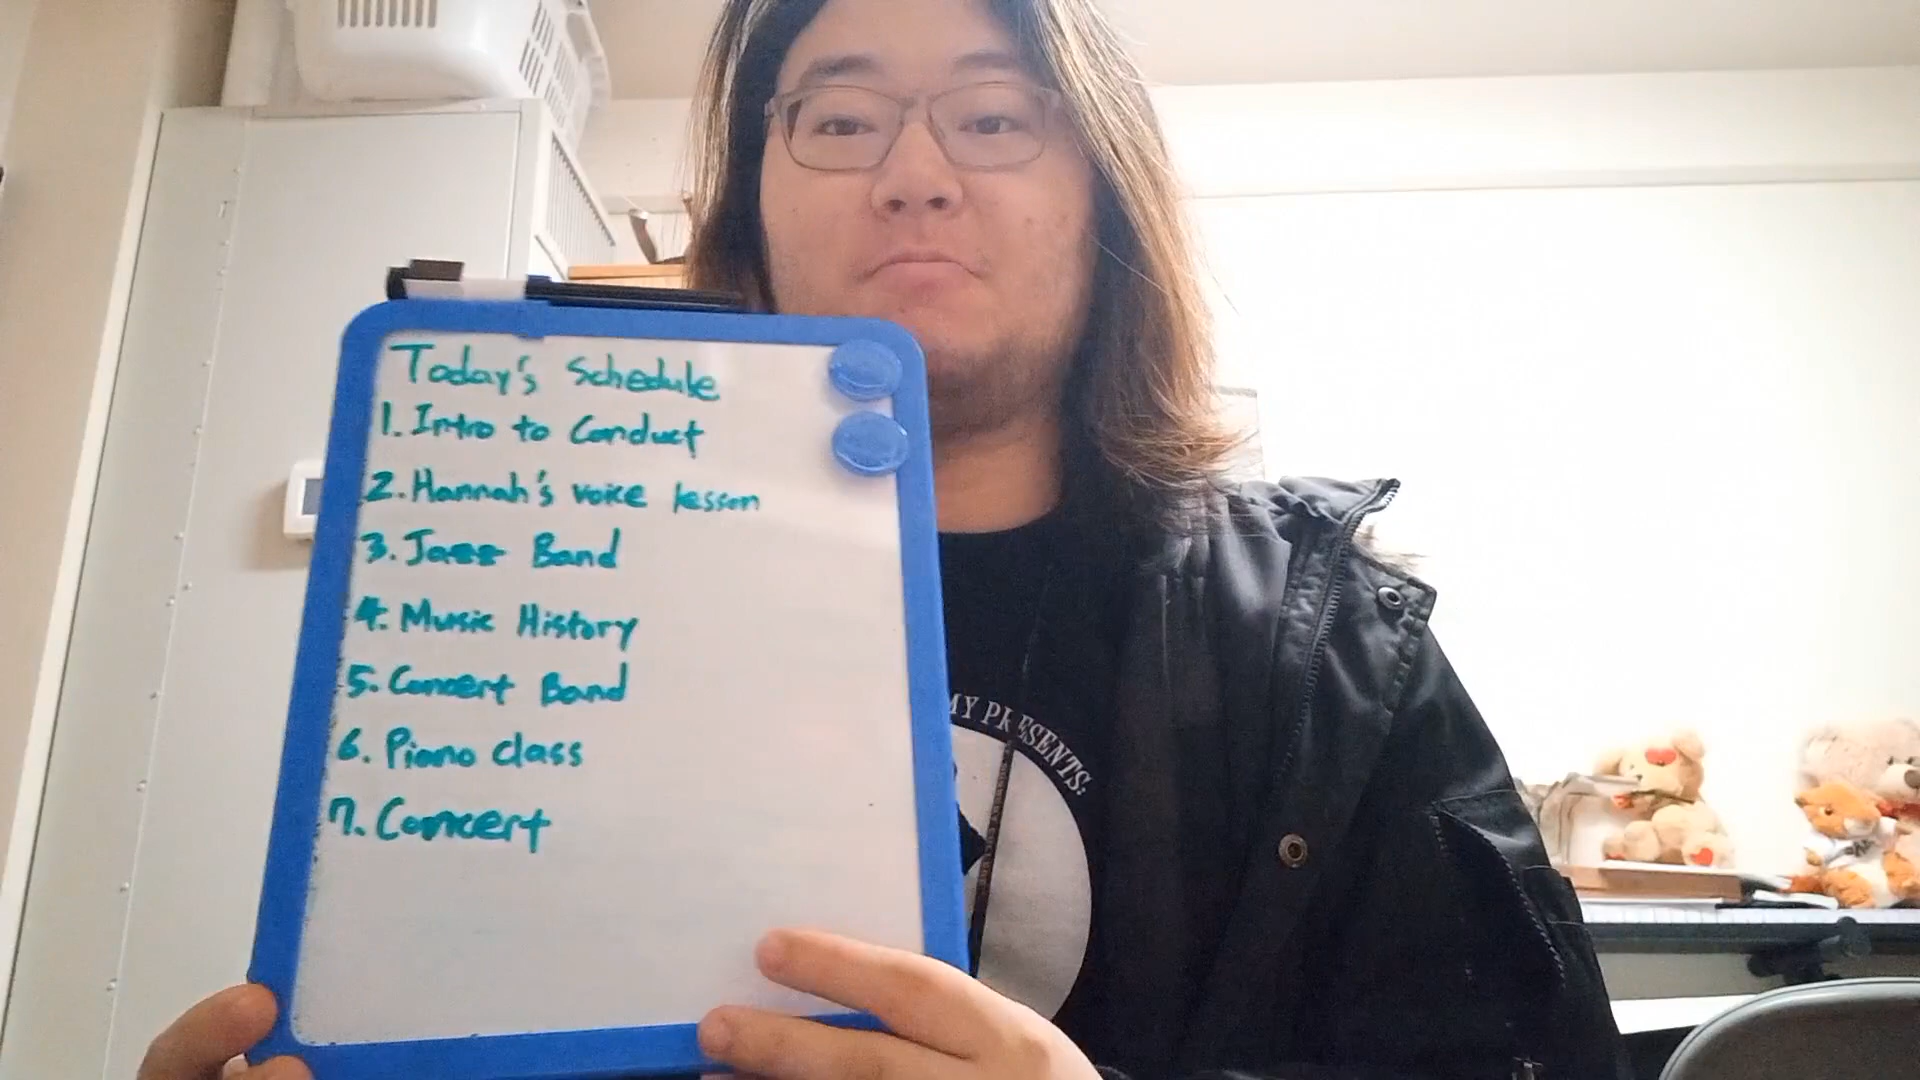 Today's Schedule
1. Intro to Conduct
2. Hannah's voice lesson
3. Jazz Band
4. Music History
5. Concert Band
6. Piano class
7. Concert
MY PRESENTS: